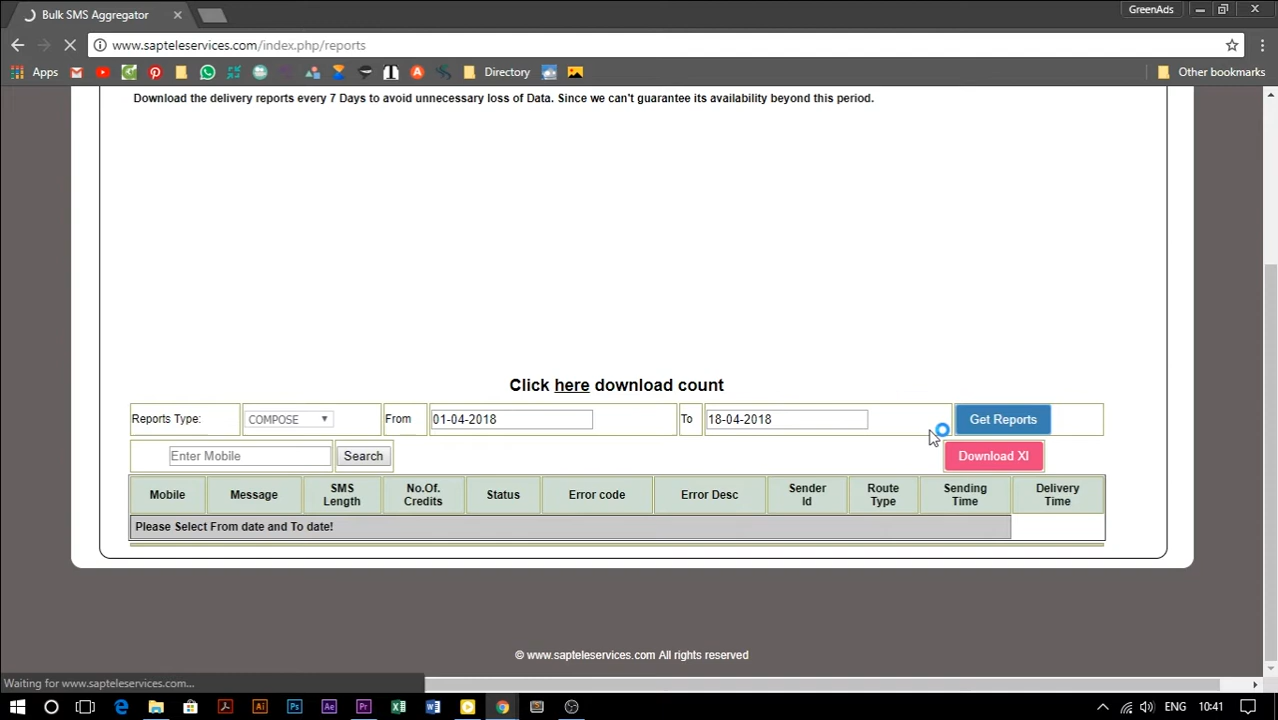 Bulk SMS Aggregator
GreenAds
www.sapteleservices.com/index.php/reports
Apps
Directory
Other bookmarks
Download the delivery reports every 7 Days to avoid unnecessary loss of Data. Since we can't guarantee its availability beyond this period.
Click here download count
Reports Type: COMPOSE From 01-04-2018 To 18-04-2018 Get Reports
Enter Mobile Search Download Xl
Mobile Message SMS Length No.Of. Credits Status Error code Error Desc Sender Id Route Type Sending Time Delivery Time
Please Select From date and To date!
© www.sapteleservices.com All rights reserved
Waiting for www.sapteleservices.com...
ENG 10:41